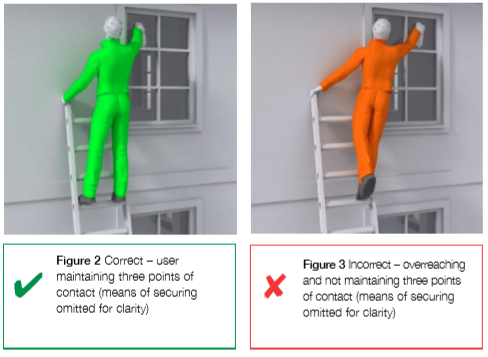 Figure 2 Correct – user
maintaining three points of
contact (means of securing
omitted for clarity)
Figure 3 Incorrect – overreaching
and not maintaining three points
of contact (means of securing
omitted for clarity)